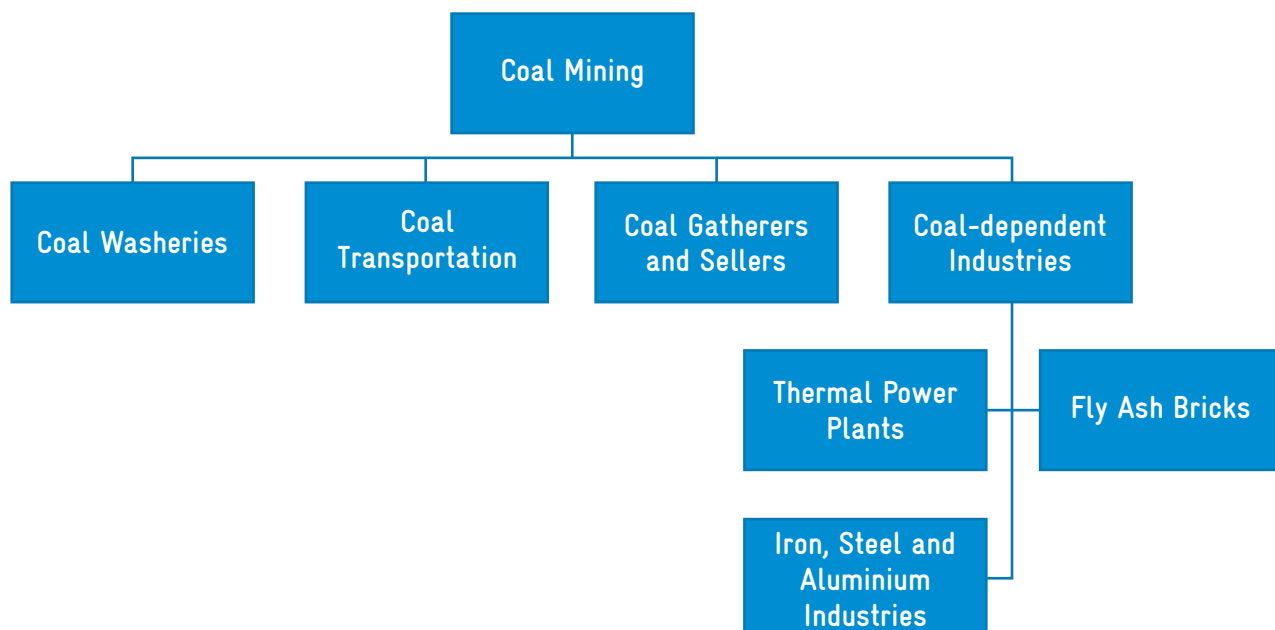 Coal Mining
Coal Washeries
Coal
Transportation
Coal Gatherers
and Sellers
Coal-dependent
Industries
Thermal Power
Plants
Fly Ash Bricks
Iron, Steel and
Aluminium
Industries